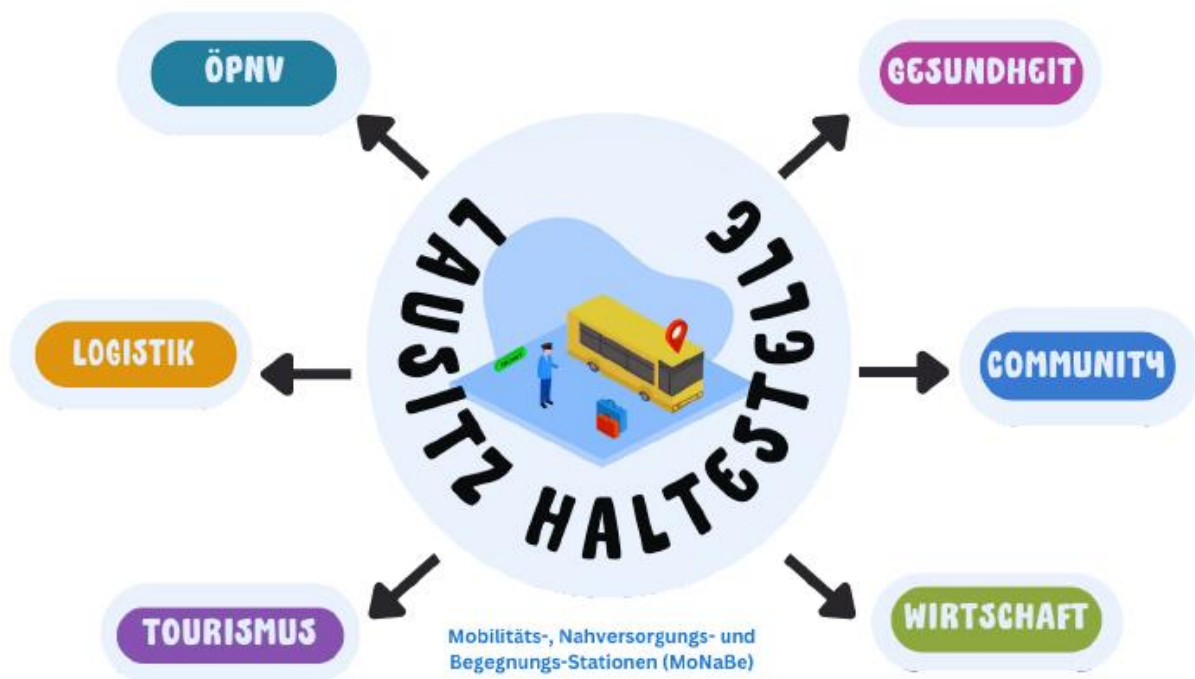 ÖPNV
GESUNDHEIT
LAUSITZ HALTESTELLE
LOGISTIK
COMMUNITY
TOURISMUS
WIRTSCHAFT
Mobilitäts-, Nahversorgungs- und
Begegnungs-Stationen (MoNaBe)